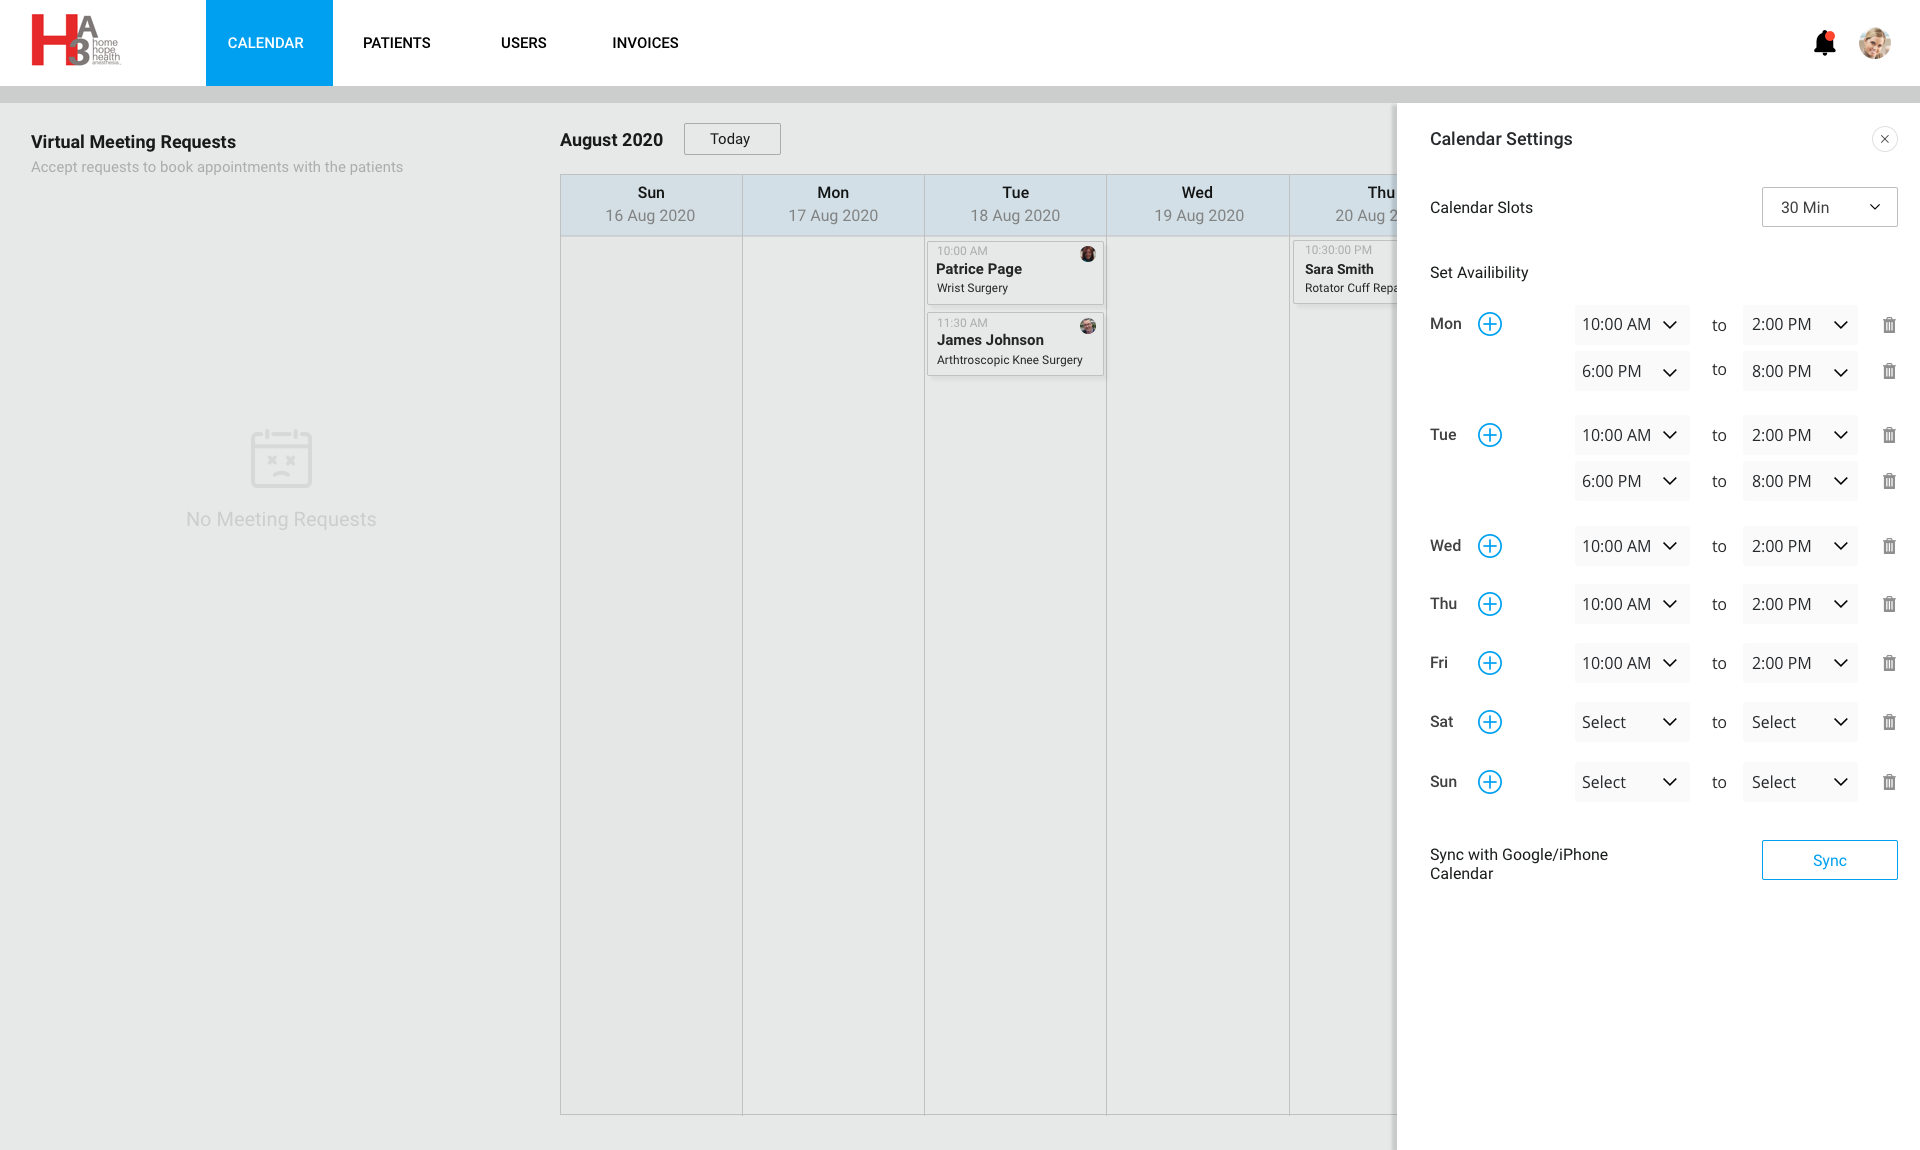 HA3 home hope health anesthesia
CALENDAR
PATIENTS
USERS
INVOICES
Virtual Meeting Requests
Accept requests to book appointments with the patients
No Meeting Requests
August 2020
Today
Sun
16 Aug 2020
Mon
17 Aug 2020
Tue
18 Aug 2020
Wed
19 Aug 2020
Thu
20 Aug 2
10:00 AM
Patrice Page
Wrist Surgery
11:30 AM
James Johnson
Arthtroscopic Knee Surgery
10:30:00 PM
Sara Smith
Rotator Cuff Repa
Calendar Settings
Calendar Slots
30 Min
Set Availibility
Mon 10:00 AM to 2:00 PM
6:00 PM to 8:00 PM
Tue 10:00 AM to 2:00 PM
6:00 PM to 8:00 PM
Wed 10:00 AM to 2:00 PM
Thu 10:00 AM to 2:00 PM
Fri 10:00 AM to 2:00 PM
Sat Select to Select
Sun Select to Select
Sync with Google/iPhone
Calendar
Sync